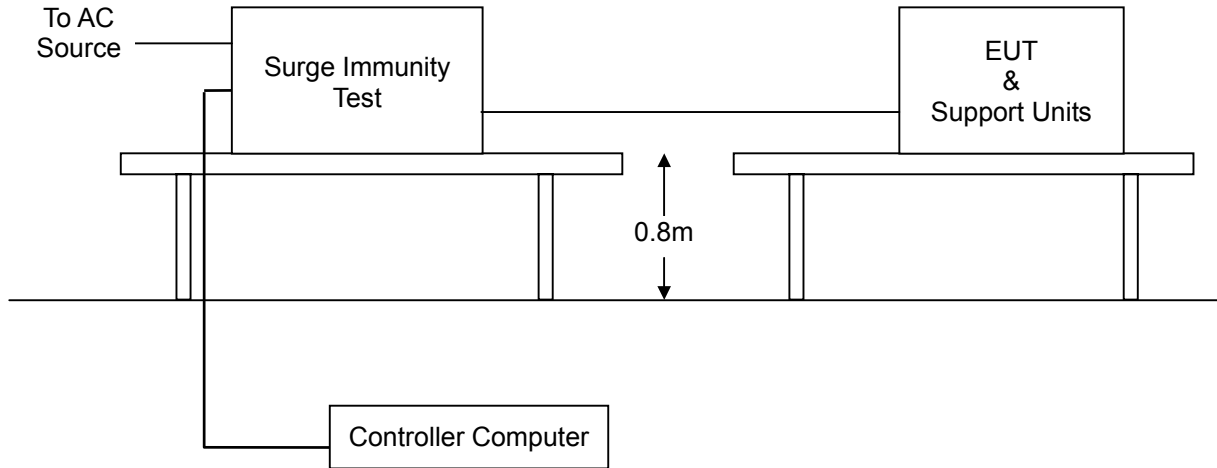 To AC
Source
Surge Immunity
Test
EUT
&
Support Units
0.8m
Controller Computer